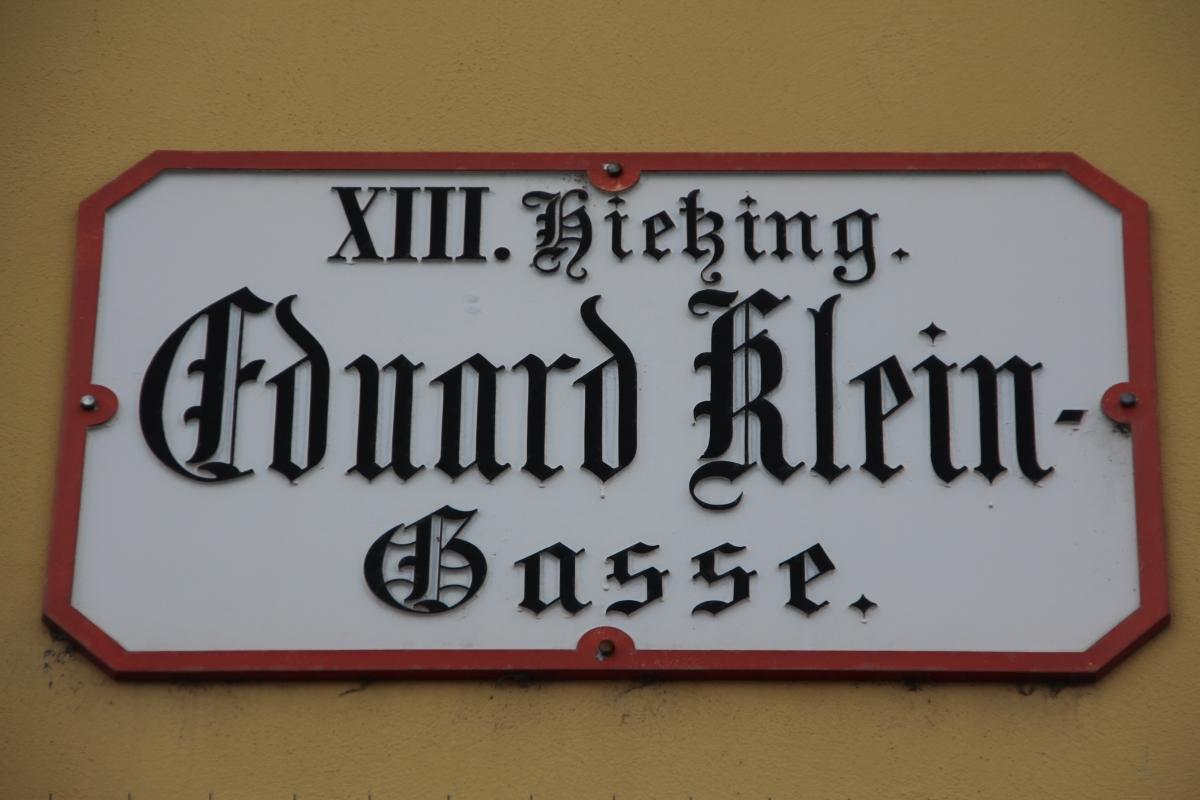 XIII. Hietzing.
Eduard Klein-
Gasse.